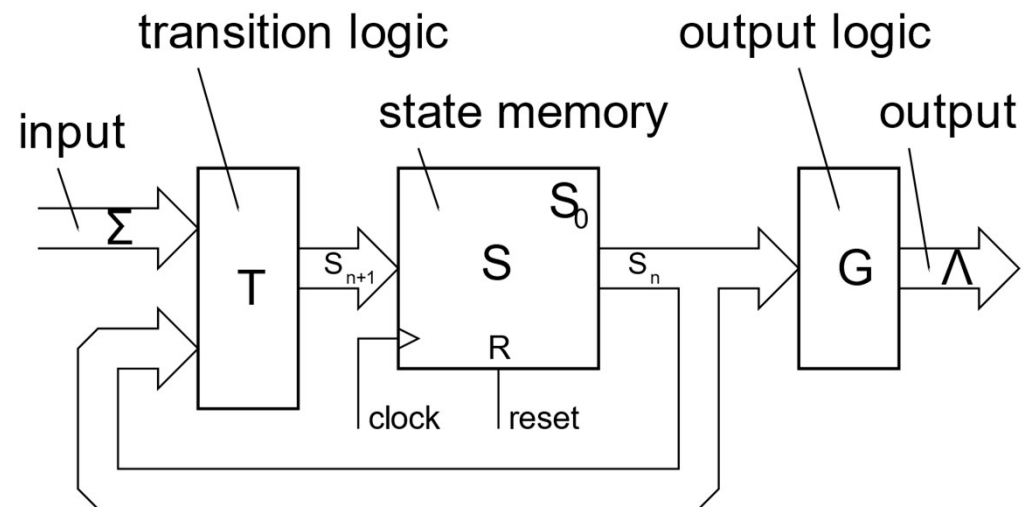 transition logic
output logic
state memory
output
input
S0
Σ
T
Sn+1
S
Sn
G
Λ
R
clock
reset